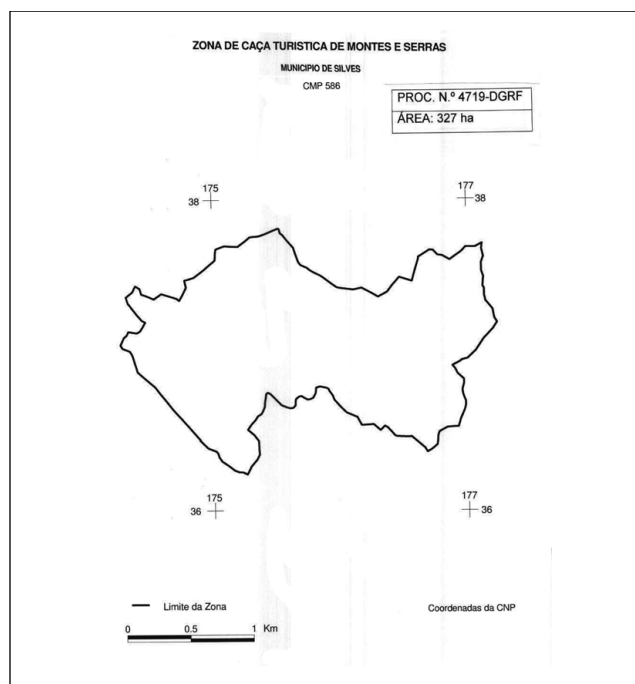 ZONA DE CAÇA TURISTICA DE MONTES E SERRAS
MUNICIPIO DE SILVES
CMP 586
PROC. N.º 4719-DGRF
ÁREA: 327 ha
175
38
177
38
175
36
177
36
Limite da Zona
Coordenadas da CNP
0 0.5 1 Km